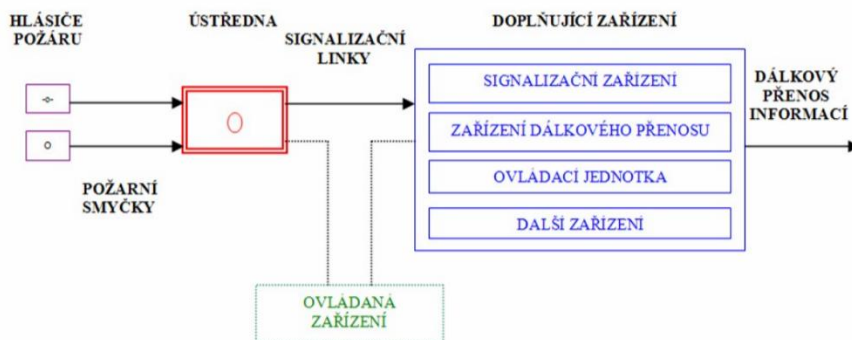 HLÁSIČE
POŽÁRU
ÚSTŘEDNA
SIGNALIZAČNÍ
LINKY
DOPLŇUJÍCÍ ZAŘÍZENÍ
SIGNALIZAČNÍ ZAŘÍZENÍ
ZAŘÍZENÍ DÁLKOVÉHO PŘENOSU
OVLÁDACÍ JEDNOTKA
DALŠÍ ZAŘÍZENÍ
DÁLKOVÝ
PŘENOS
INFORMACÍ
POŽARNÍ
SMYČKY
OVLÁDANÁ
ZAŘÍZENÍ